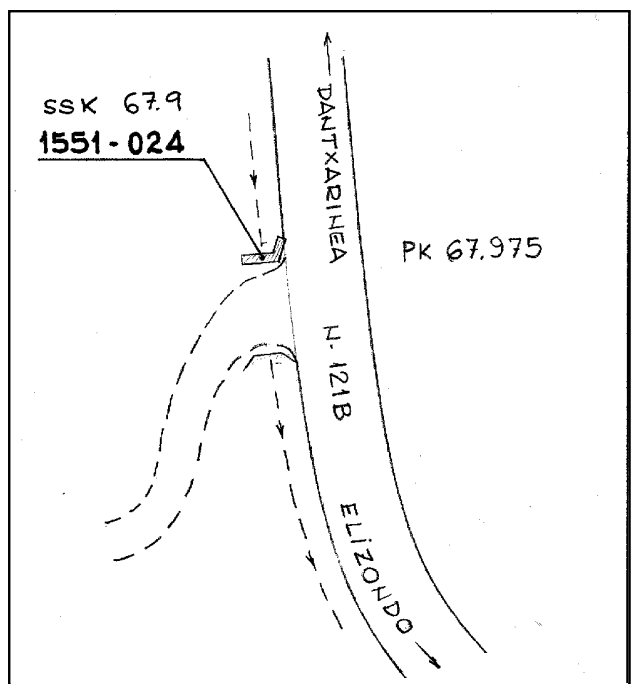 SSK 67.9
1551-024
DANTXARINEA
PK 67.975
N-121B
ELIZONDO